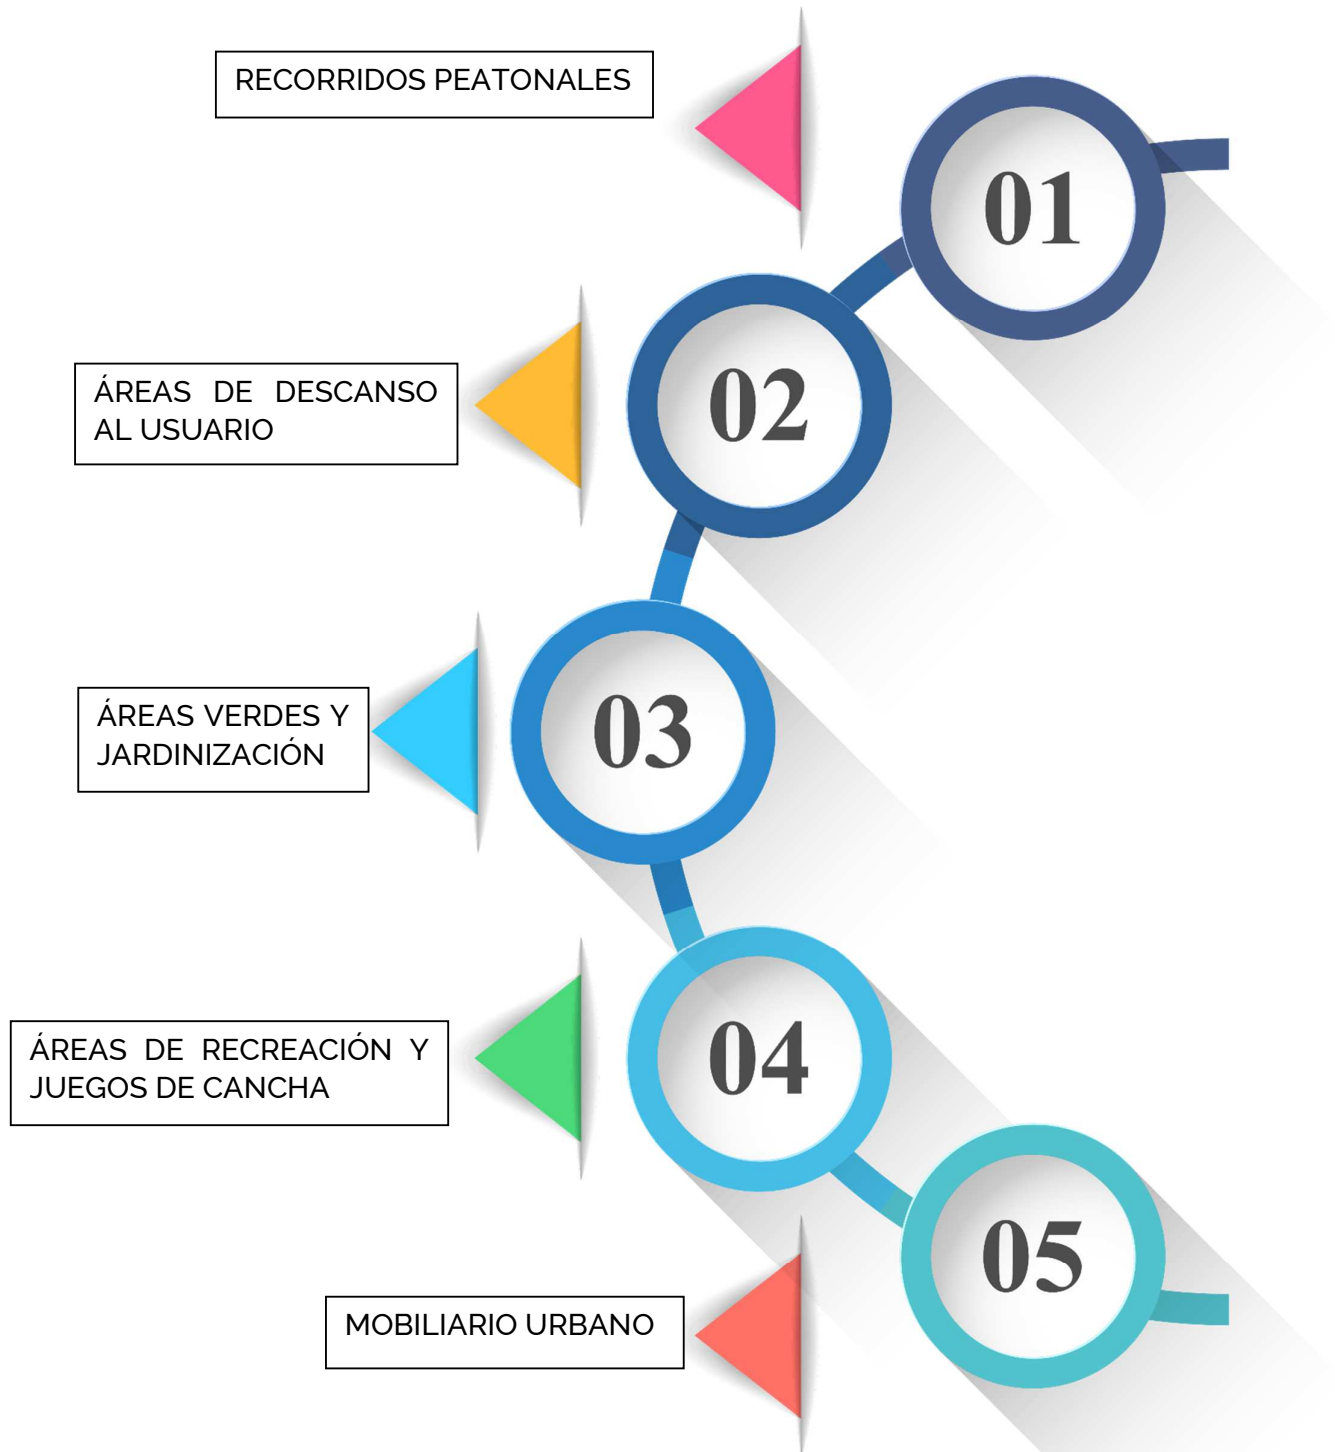 RECORRIDOS PEATONALES
01
ÁREAS DE DESCANSO
AL USUARIO
02
ÁREAS VERDES Y
JARDINIZACIÓN
03
ÁREAS DE RECREACIÓN Y
JUEGOS DE CANCHA
04
MOBILIARIO URBANO
05